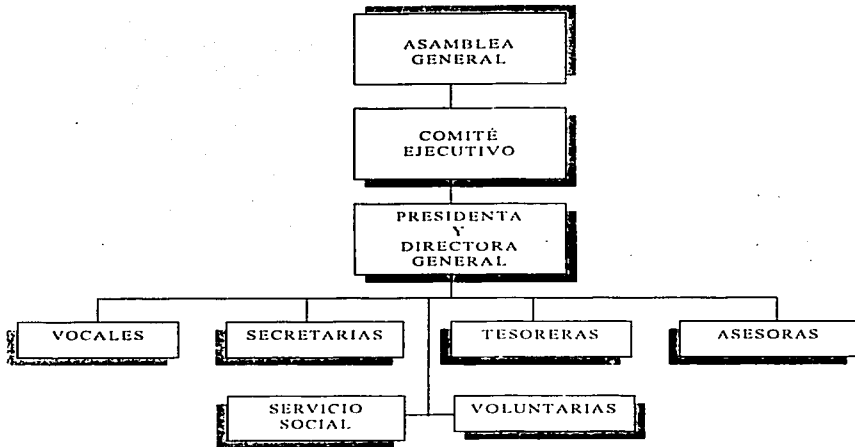 ASAMBLEA
GENERAL
COMITÉ
EJECUTIVO
PRESIDENTA
Y
DIRECTORA
GENERAL
VOCALES
SECRETARIAS
TESORERAS
ASESORAS
SERVICIO
SOCIAL
VOLUNTARIAS